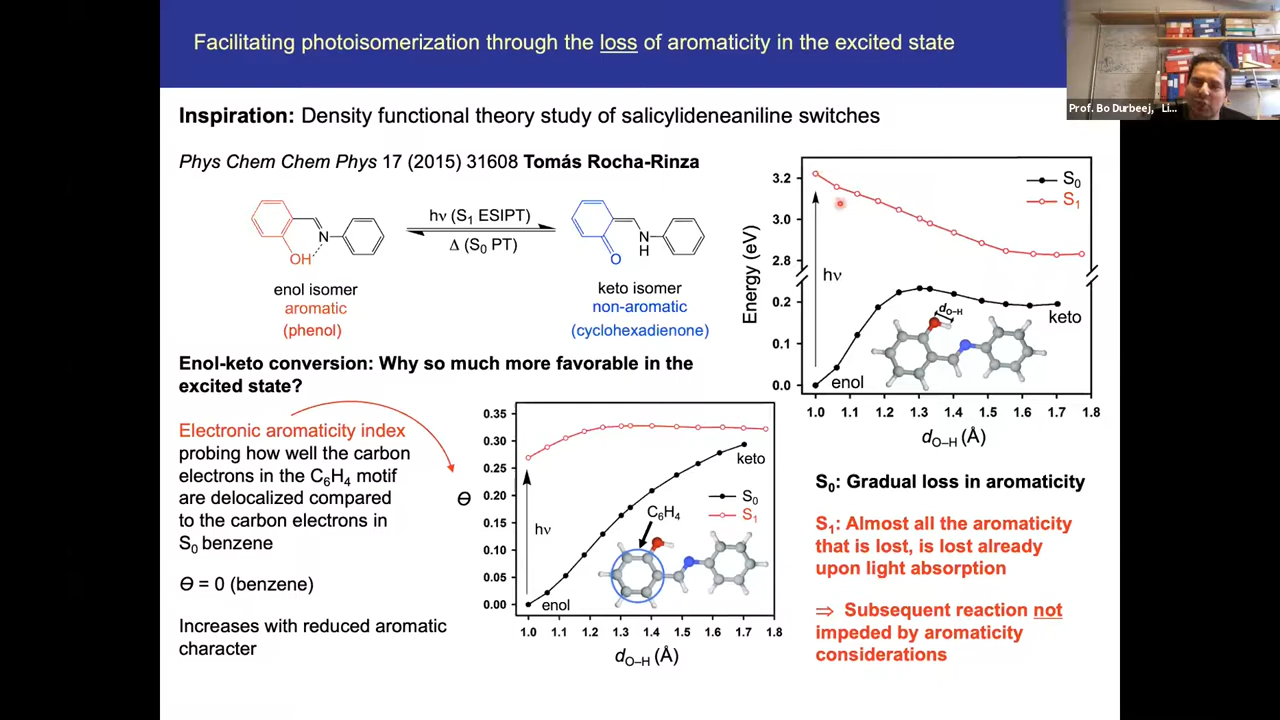 Facilitating photoisomerization through the loss of aromaticity in the excited state
Prof. Bo Durbeej, Li...
Inspiration: Density functional theory study of salicylideneaniline switches
Phys Chem Chem Phys 17 (2015) 31608 Tomás Rocha-Rinza
OH
N
hν (S₁ ESIPT)
Δ (S₀ PT)
O
N
H
enol isomer
aromatic
(phenol)
keto isomer
non-aromatic
(cyclohexadienone)
Energy (eV)
3.2
3.0
2.8
0.2
0.1
0.0
S₀
S₁
hν
d O–H
keto
enol
1.0 1.1 1.2 1.3 1.4 1.5 1.6 1.7 1.8
d O–H (Å)
Enol-keto conversion: Why so much more favorable in the
excited state?
Electronic aromaticity index
probing how well the carbon
electrons in the C₆H₄ motif
are delocalized compared
to the carbon electrons in
S₀ benzene
ϴ = 0 (benzene)
Increases with reduced aromatic
character
ϴ
0.35
0.30
0.25
0.20
0.15
0.10
0.05
0.00
keto
S₀
S₁
C₆H₄
hν
enol
1.0 1.1 1.2 1.3 1.4 1.5 1.6 1.7 1.8
d O–H (Å)
S₀: Gradual loss in aromaticity
S₁: Almost all the aromaticity
that is lost, is lost already
upon light absorption
⇒ Subsequent reaction not
impeded by aromaticity
considerations